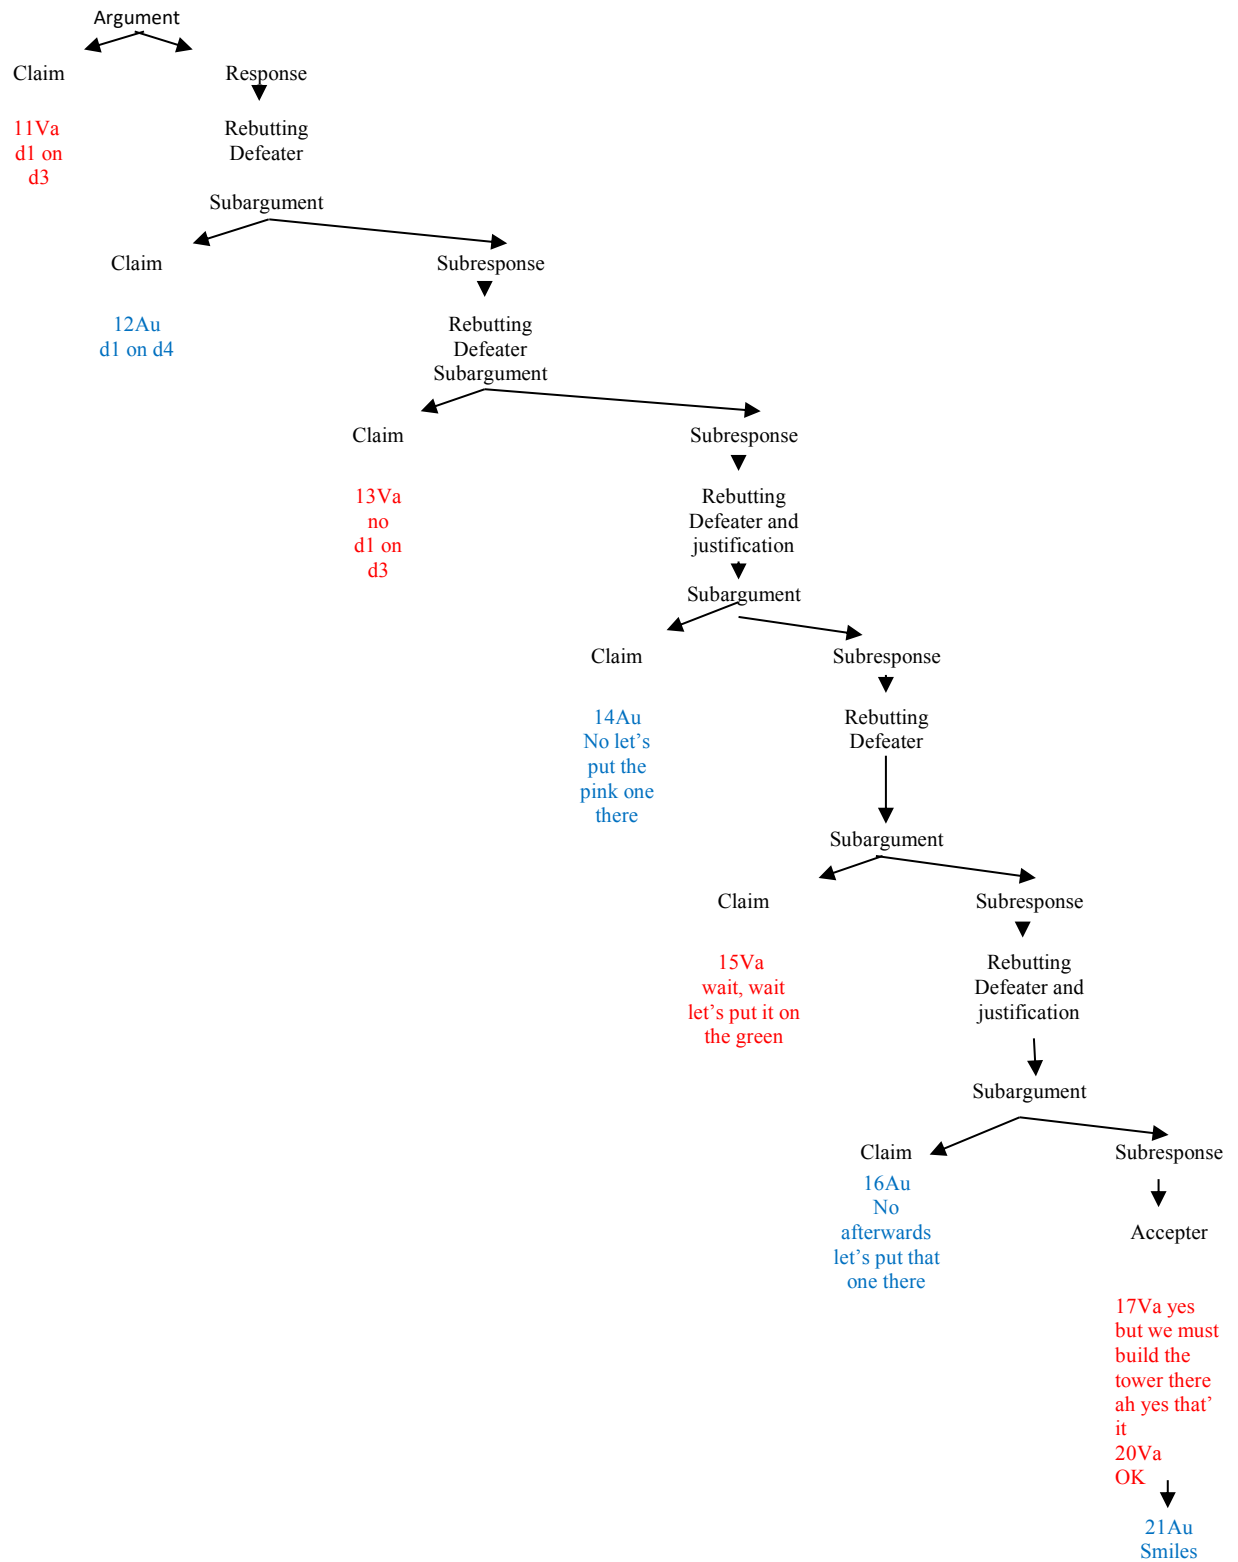 Argument
Claim
Response
11Va
d1 on
d3
Rebutting
Defeater
Subargument
Claim
Subresponse
12Au
d1 on d4
Rebutting
Defeater
Subargument
Claim
Subresponse
13Va
no
d1 on
d3
Rebutting
Defeater and
justification
Subargument
Claim
Subresponse
14Au
No let's
put the
pink one
there
Rebutting
Defeater
Subargument
Claim
Subresponse
15Va
wait, wait
let's put it on
the green
Rebutting
Defeater and
justification
Subargument
Claim
Subresponse
16Au
No
afterwards
let's put that
one there
Accepter
17Va yes
but we must
build the
tower there
ah yes that'
it
20Va
OK
21Au
Smiles